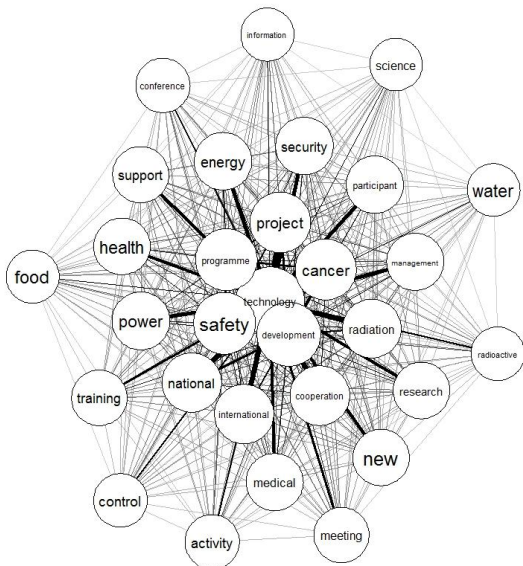 information
science
conference
security
energy
support
participant
water
project
health
programme
cancer
management
food
technology
power
safety
development
radiation
radioactive
national
research
training
international
cooperation
new
medical
control
meeting
activity